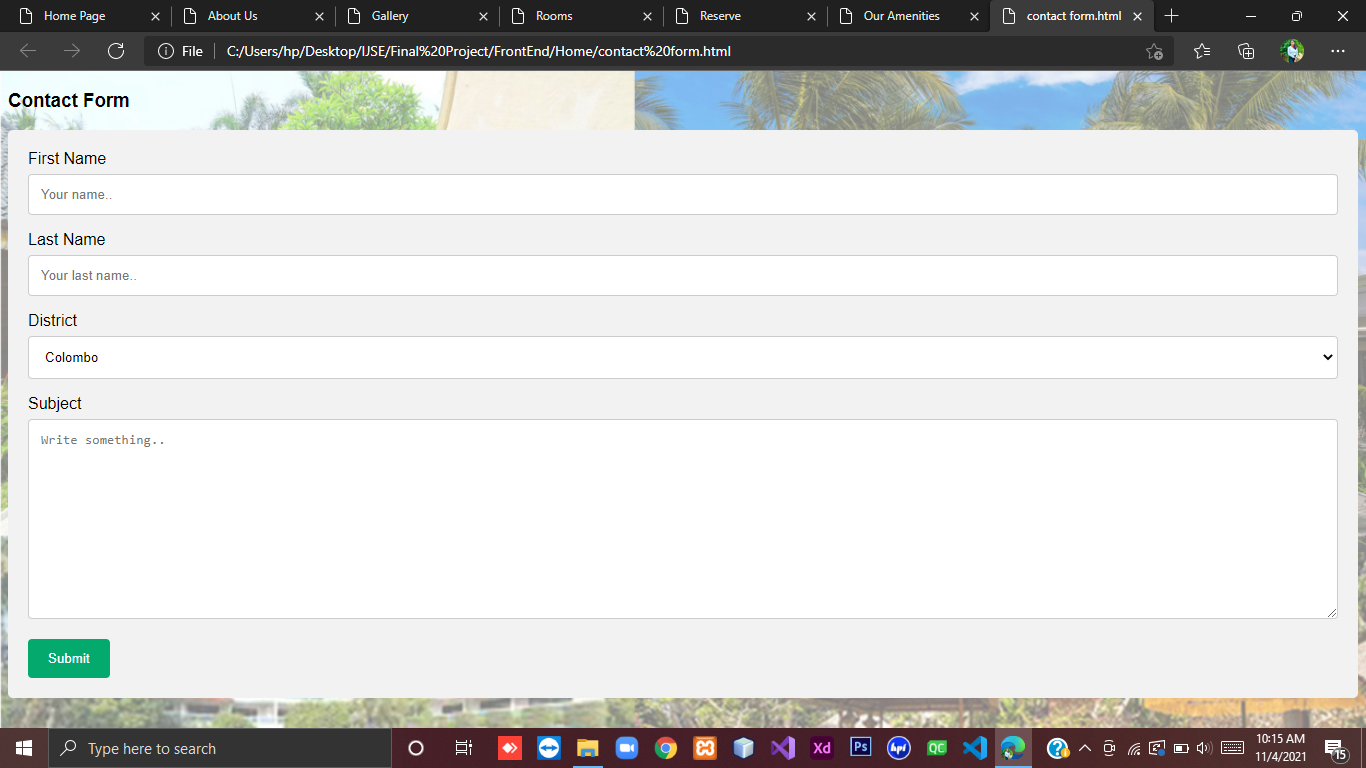 Home Page
About Us
Gallery
Rooms
Reserve
Our Amenities
contact form.html
File
C:/Users/hp/Desktop/IJSE/Final%20Project/FrontEnd/Home/contact%20form.html
Contact Form
First Name
Your name..
Last Name
Your last name..
District
Colombo
Subject
Write something..
Submit
Type here to search
Xd
Ps
hpf
QC
10:15 AM
11/4/2021
15